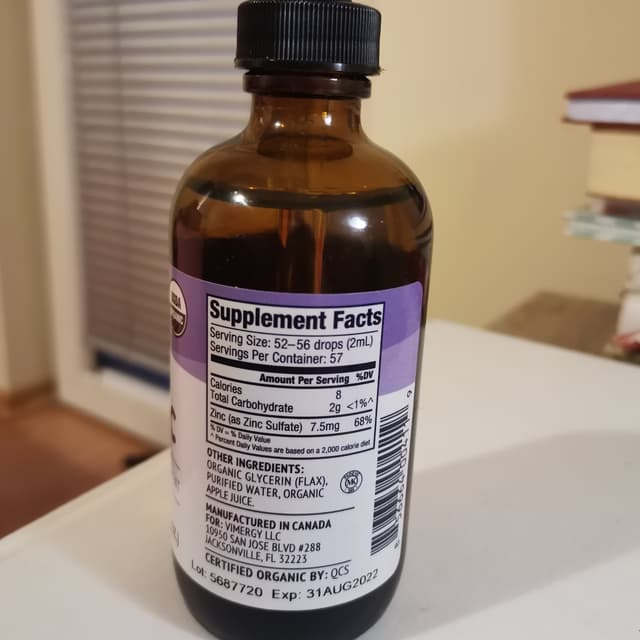 USDA
Supplement Facts
Serving Size: 52–56 drops (2mL)
Servings Per Container: 57
Amount Per Serving %DV
Calories 8
Total Carbohydrate 2g <1%^
Zinc (as Zinc Sulfate) 7.5mg 68%
% DV = % Daily Value
^ Percent Daily Values are based on a 2,000 calorie diet
OTHER INGREDIENTS:
ORGANIC GLYCERIN (FLAX),
PURIFIED WATER, ORGANIC
APPLE JUICE.
MANUFACTURED IN CANADA
FOR: VIMERGY LLC
10950 SAN JOSE BLVD #288
JACKSONVILLE, FL 32223
CERTIFIED ORGANIC BY: QCS
Lot: 5687720 Exp: 31AUG2022